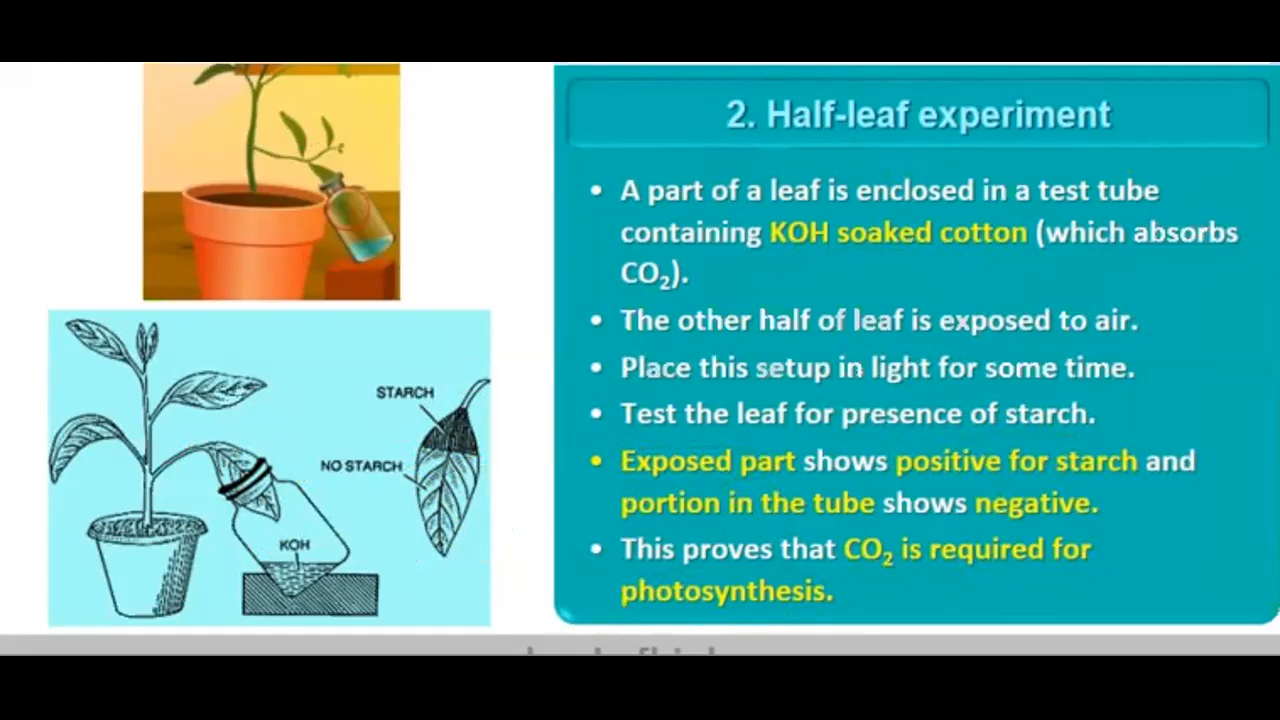 2. Half-leaf experiment
• A part of a leaf is enclosed in a test tube
containing KOH soaked cotton (which absorbs
CO₂).
• The other half of leaf is exposed to air.
• Place this setup in light for some time.
• Test the leaf for presence of starch.
• Exposed part shows positive for starch and
portion in the tube shows negative.
• This proves that CO₂ is required for
photosynthesis.
STARCH
NO STARCH
KOH